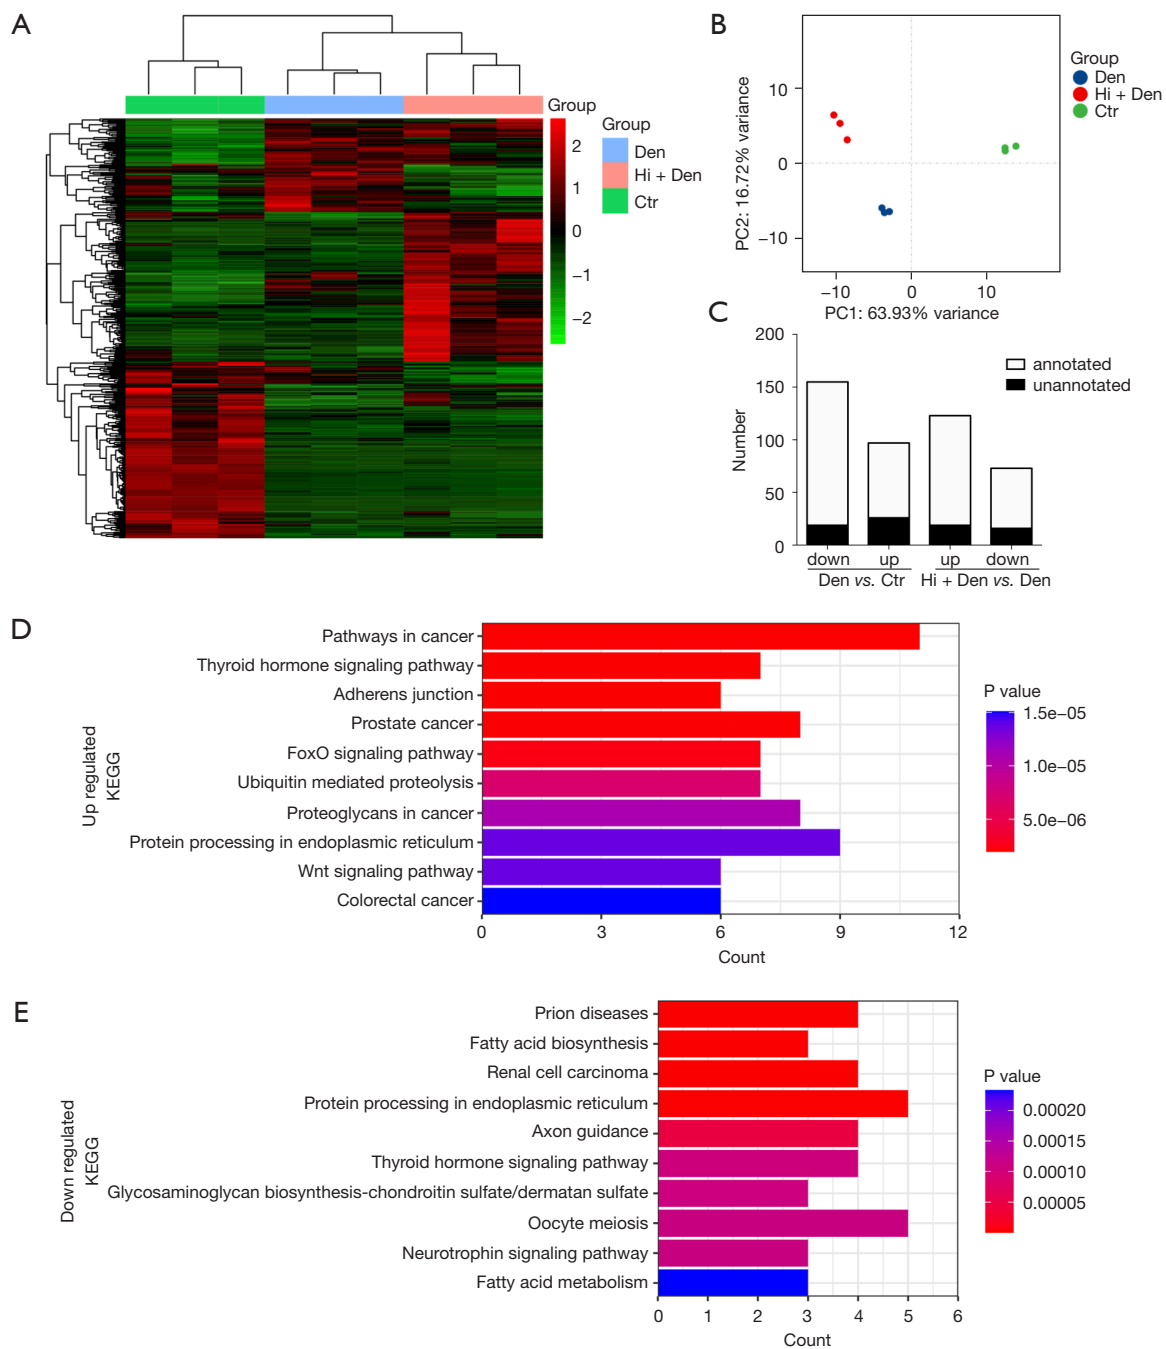 A
Group
2
1
0
−1
−2
Group
Den
Hi + Den
Ctr
B
PC2: 16.72% variance
10
0
−10
−10 0 10
PC1: 63.93% variance
Group
Den
Hi + Den
Ctr
C
Number
200
150
100
50
0
annotated
unannotated
down up up down
Den vs. Ctr Hi + Den vs. Den
D
Up regulated
KEGG
Pathways in cancer
Thyroid hormone signaling pathway
Adherens junction
Prostate cancer
FoxO signaling pathway
Ubiquitin mediated proteolysis
Proteoglycans in cancer
Protein processing in endoplasmic reticulum
Wnt signaling pathway
Colorectal cancer
0 3 6 9 12
Count
P value
1.5e−05
1.0e−05
5.0e−06
E
Down regulated
KEGG
Prion diseases
Fatty acid biosynthesis
Renal cell carcinoma
Protein processing in endoplasmic reticulum
Axon guidance
Thyroid hormone signaling pathway
Glycosaminoglycan biosynthesis-chondroitin sulfate/dermatan sulfate
Oocyte meiosis
Neurotrophin signaling pathway
Fatty acid metabolism
0 1 2 3 4 5 6
Count
P value
0.00020
0.00015
0.00010
0.00005